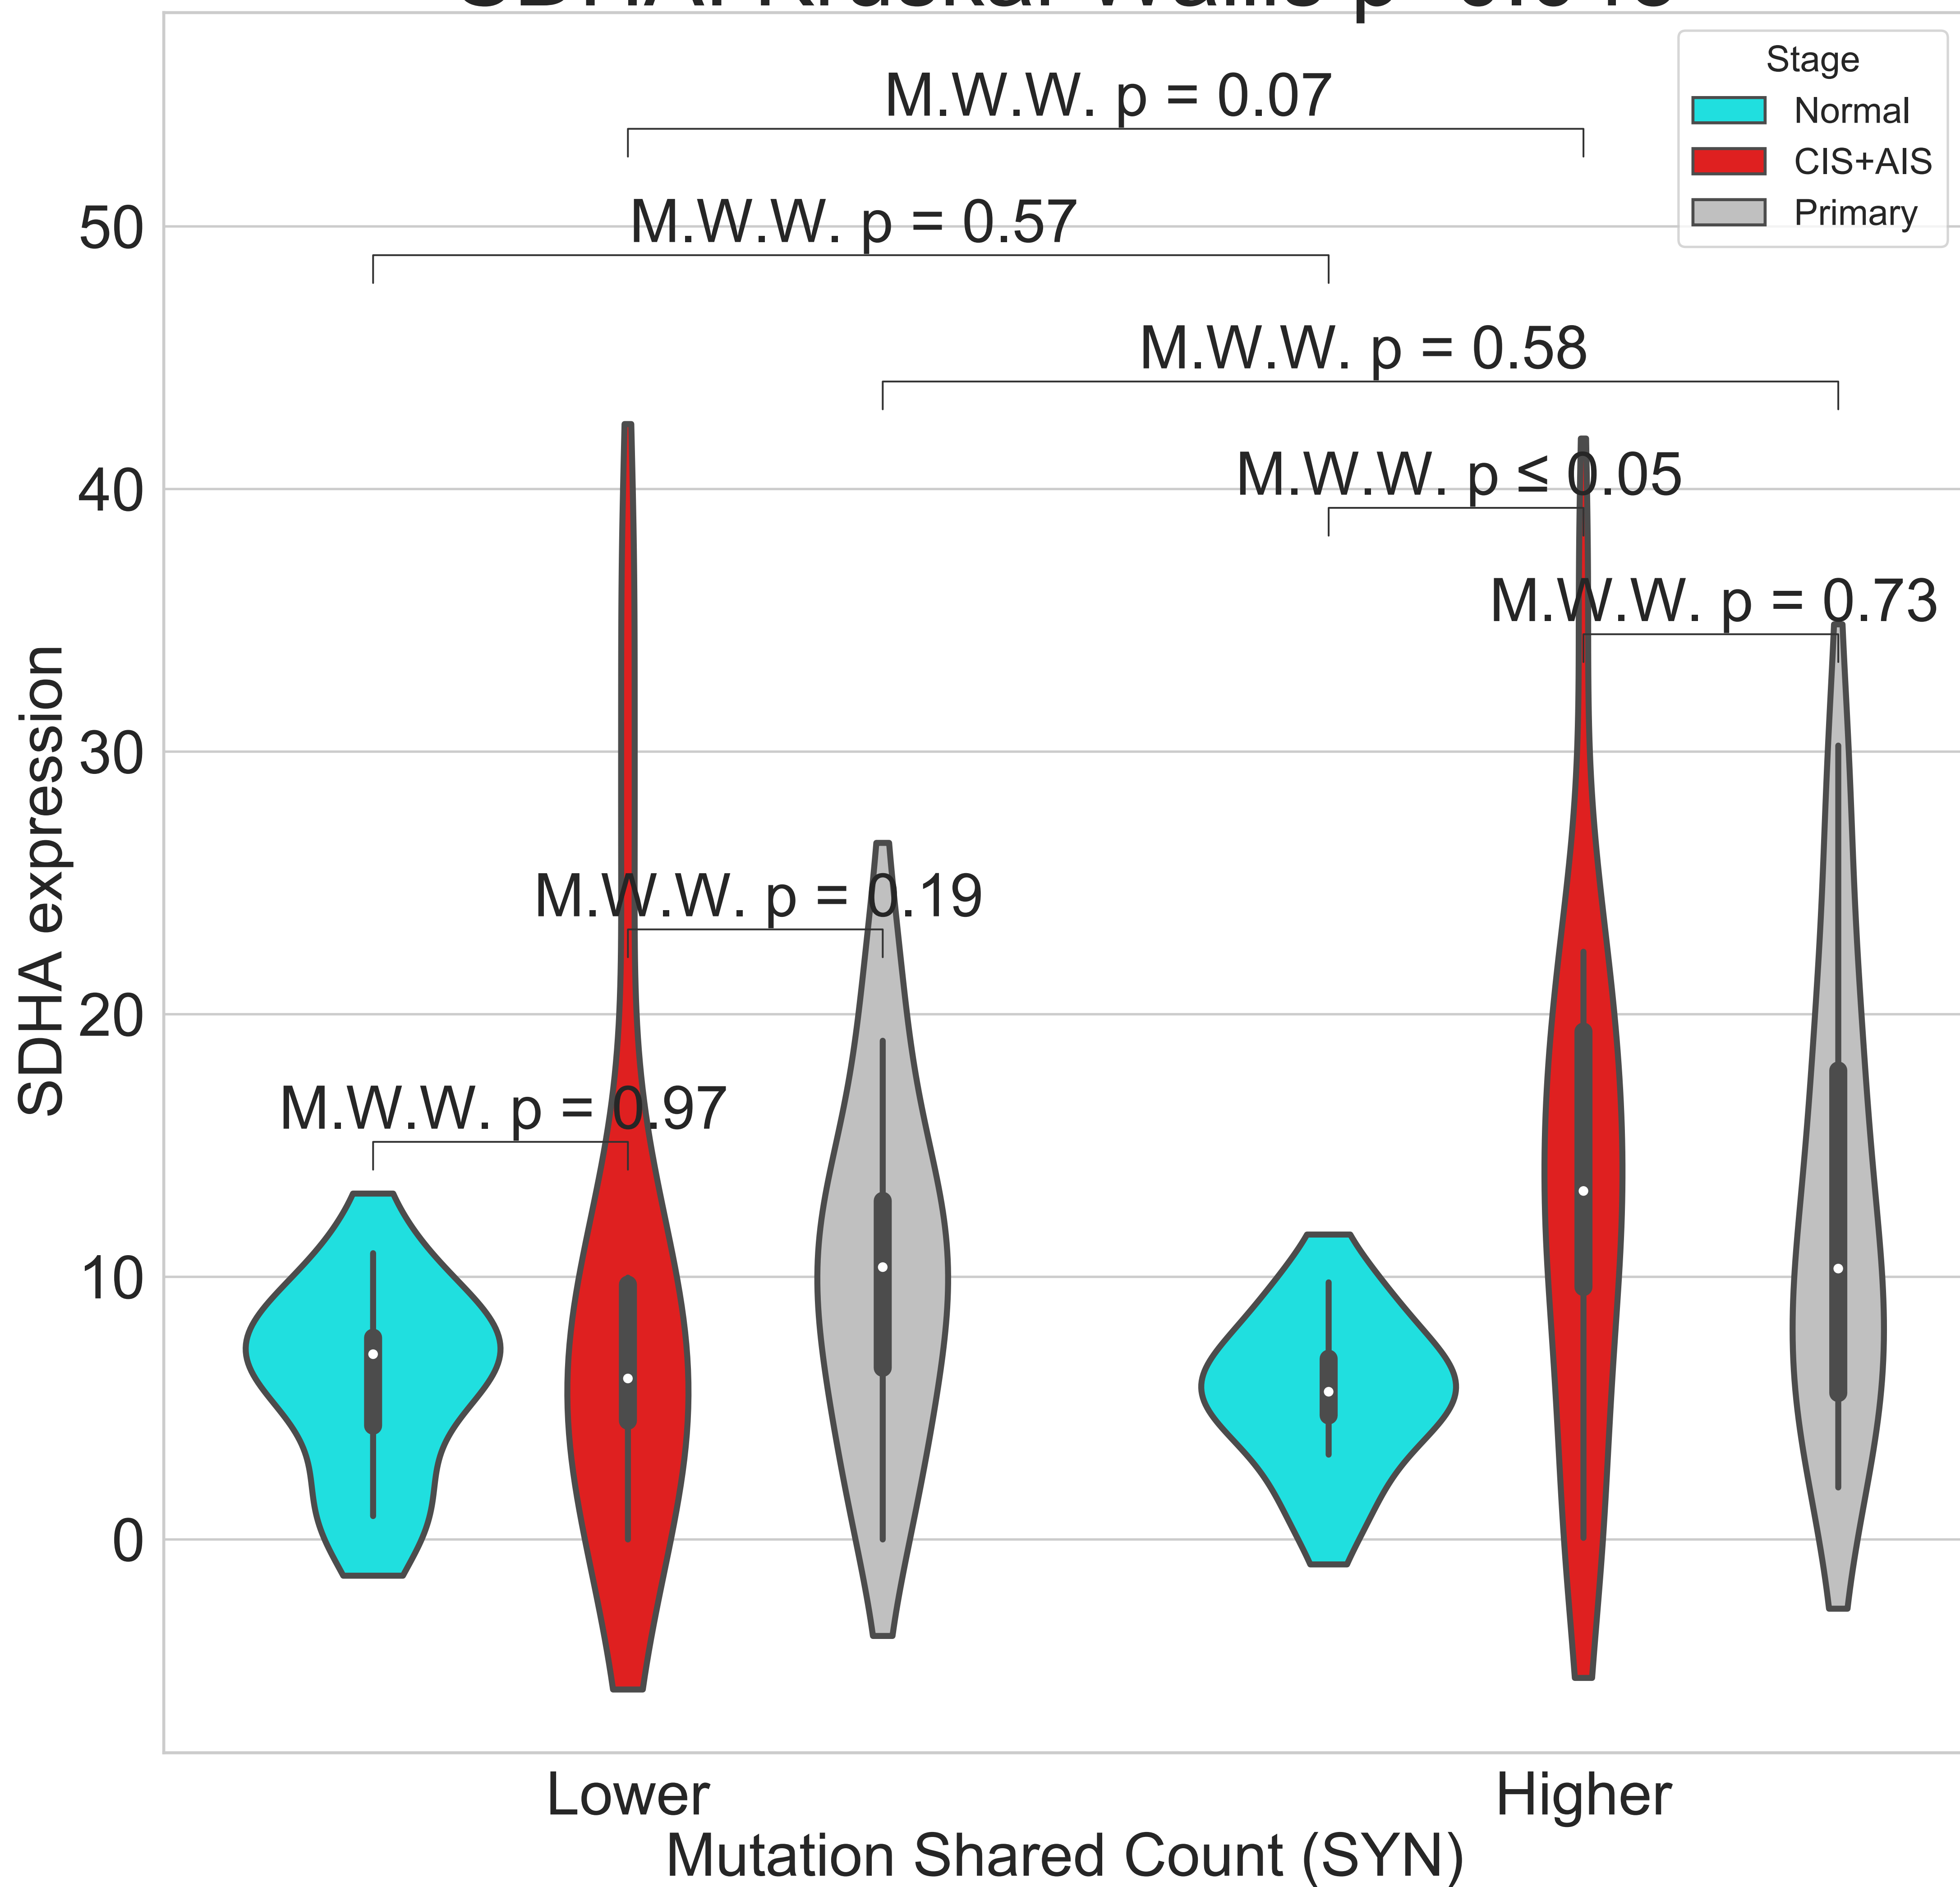 Stage
Normal
CIS+AIS
Primary
M.W.W. p = 0.07
M.W.W. p = 0.57
M.W.W. p = 0.58
M.W.W. p ≤ 0.05
M.W.W. p = 0.73
M.W.W. p = 0.19
M.W.W. p = 0.97
50
40
30
20
10
0
SDHA expression
Lower
Higher
Mutation Shared Count (SYN)